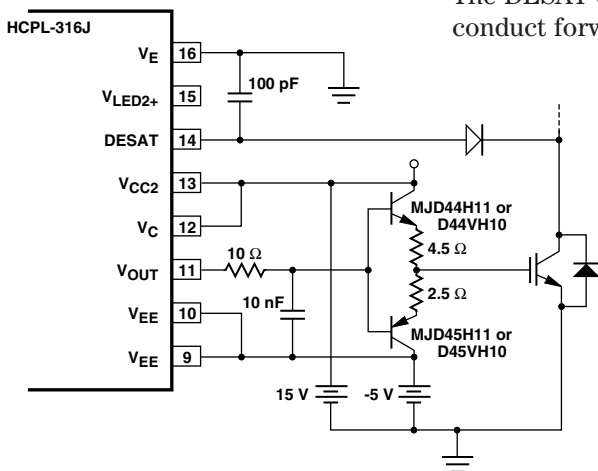 The DESAT
conduct forw
HCPL-316J
VE 16
100 pF
VLED2+ 15
DESAT 14
VCC2 13
VC 12
MJD44H11 or
D44VH10
4.5 Ω
VOUT 11
10 Ω
2.5 Ω
10 nF
VEE 10
MJD45H11 or
D45VH10
VEE 9
15 V
-5 V